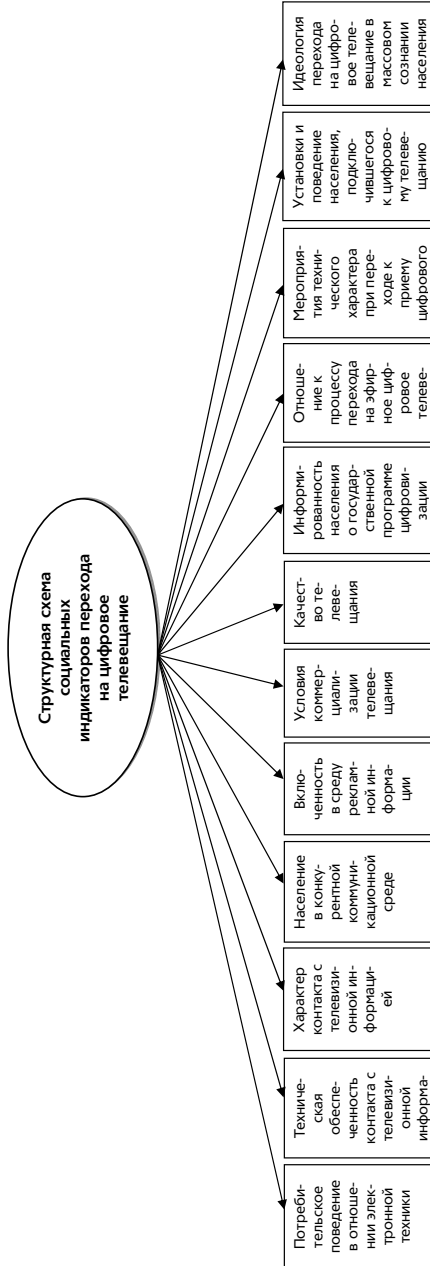 Структурная схема
социальных
индикаторов перехода
на цифровое
телевещание
Потреби-
тельское
поведение
в отноше-
нии элек-
тронной
техники
Техниче-
ская
обеспе-
ченность
контакта с
телевизи-
онной
информа-
Характер
контакта с
телевизи-
онной ин-
формаци-
ей
Население
в конку-
рентной
коммуни-
кационной
среде
Вклю-
ченность
в среду
реклам-
ной ин-
форма-
ции
Условия
коммер-
циали-
зации
телеве-
щания
Качест-
во те-
леве-
щания
Информи-
рованность
населения
о государ-
ственной
программе
цифрови-
зации
Отноше-
ние к
процессу
перехода
на эфир-
ное циф-
ровое
телеве-
Мероприя-
тия техни-
ческого
характера
при пере-
ходе к
приему
цифрового
Установки и
поведение
населения,
подклю-
чившегося
к цифрово-
му телеве-
щанию
Идеология
перехода
на цифро-
вое теле-
вещание в
массовом
сознании
населения